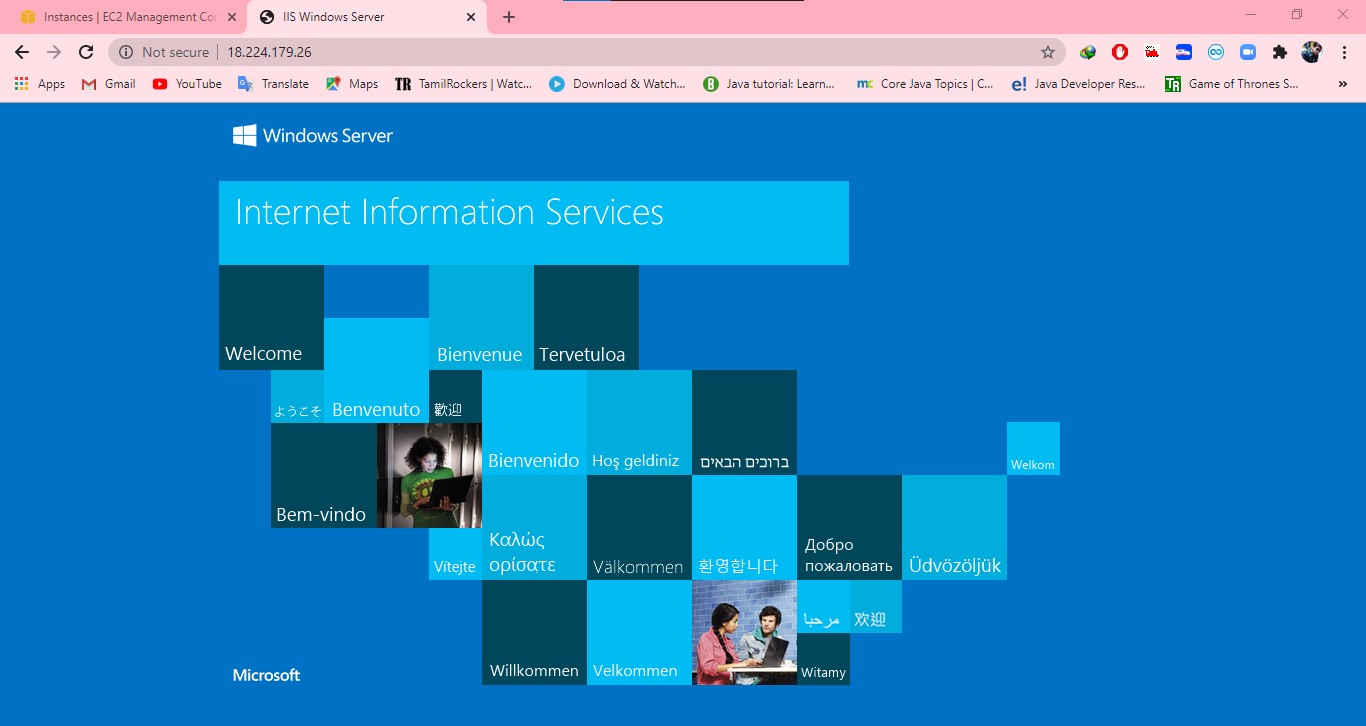 Instances | EC2 Management Cor
IIS Windows Server
Not secure
18.224.179.26
Apps
Gmail
YouTube
Translate
Maps
TR
TamilRockers | Watc...
Download & Watch...
B
Java tutorial: Learn...
mc
Core Java Topics | C...
e!
Java Developer Res...
TR
Game of Thrones S...
»
Windows Server
Internet Information Services
Welcome
Bienvenue
Tervetuloa
ようこそ
Benvenuto
歡迎
Bienvenido
Hoş geldiniz
ברוכים הבאים
Welkom
Bem-vindo
Vítejte
Καλώς
ορίσατε
Välkommen
환영합니다
Добро
пожаловать
Üdvözöljük
Willkommen
Velkommen
مرحبا
欢迎
Witamy
Microsoft